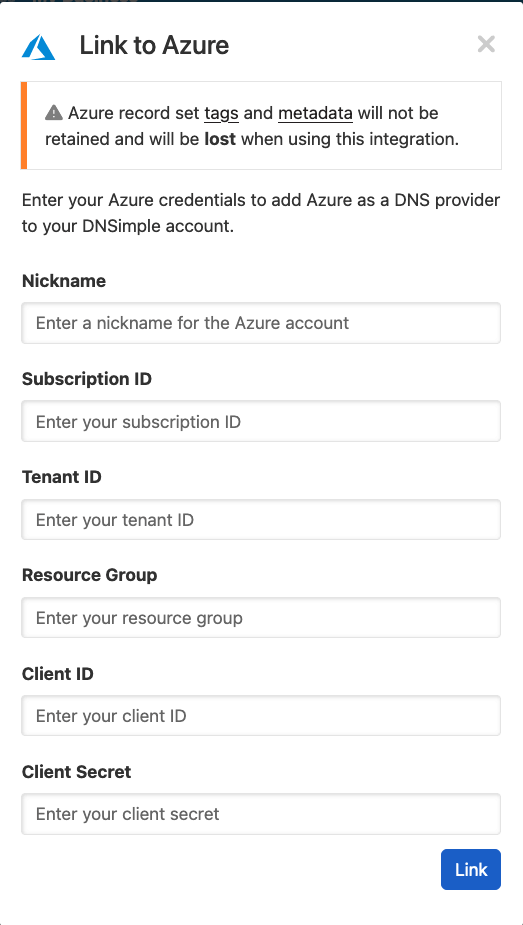 Link to Azure
Azure record set tags and metadata will not be
retained and will be lost when using this integration.
Enter your Azure credentials to add Azure as a DNS provider
to your DNSimple account.
Nickname
Enter a nickname for the Azure account
Subscription ID
Enter your subscription ID
Tenant ID
Enter your tenant ID
Resource Group
Enter your resource group
Client ID
Enter your client ID
Client Secret
Enter your client secret
Link